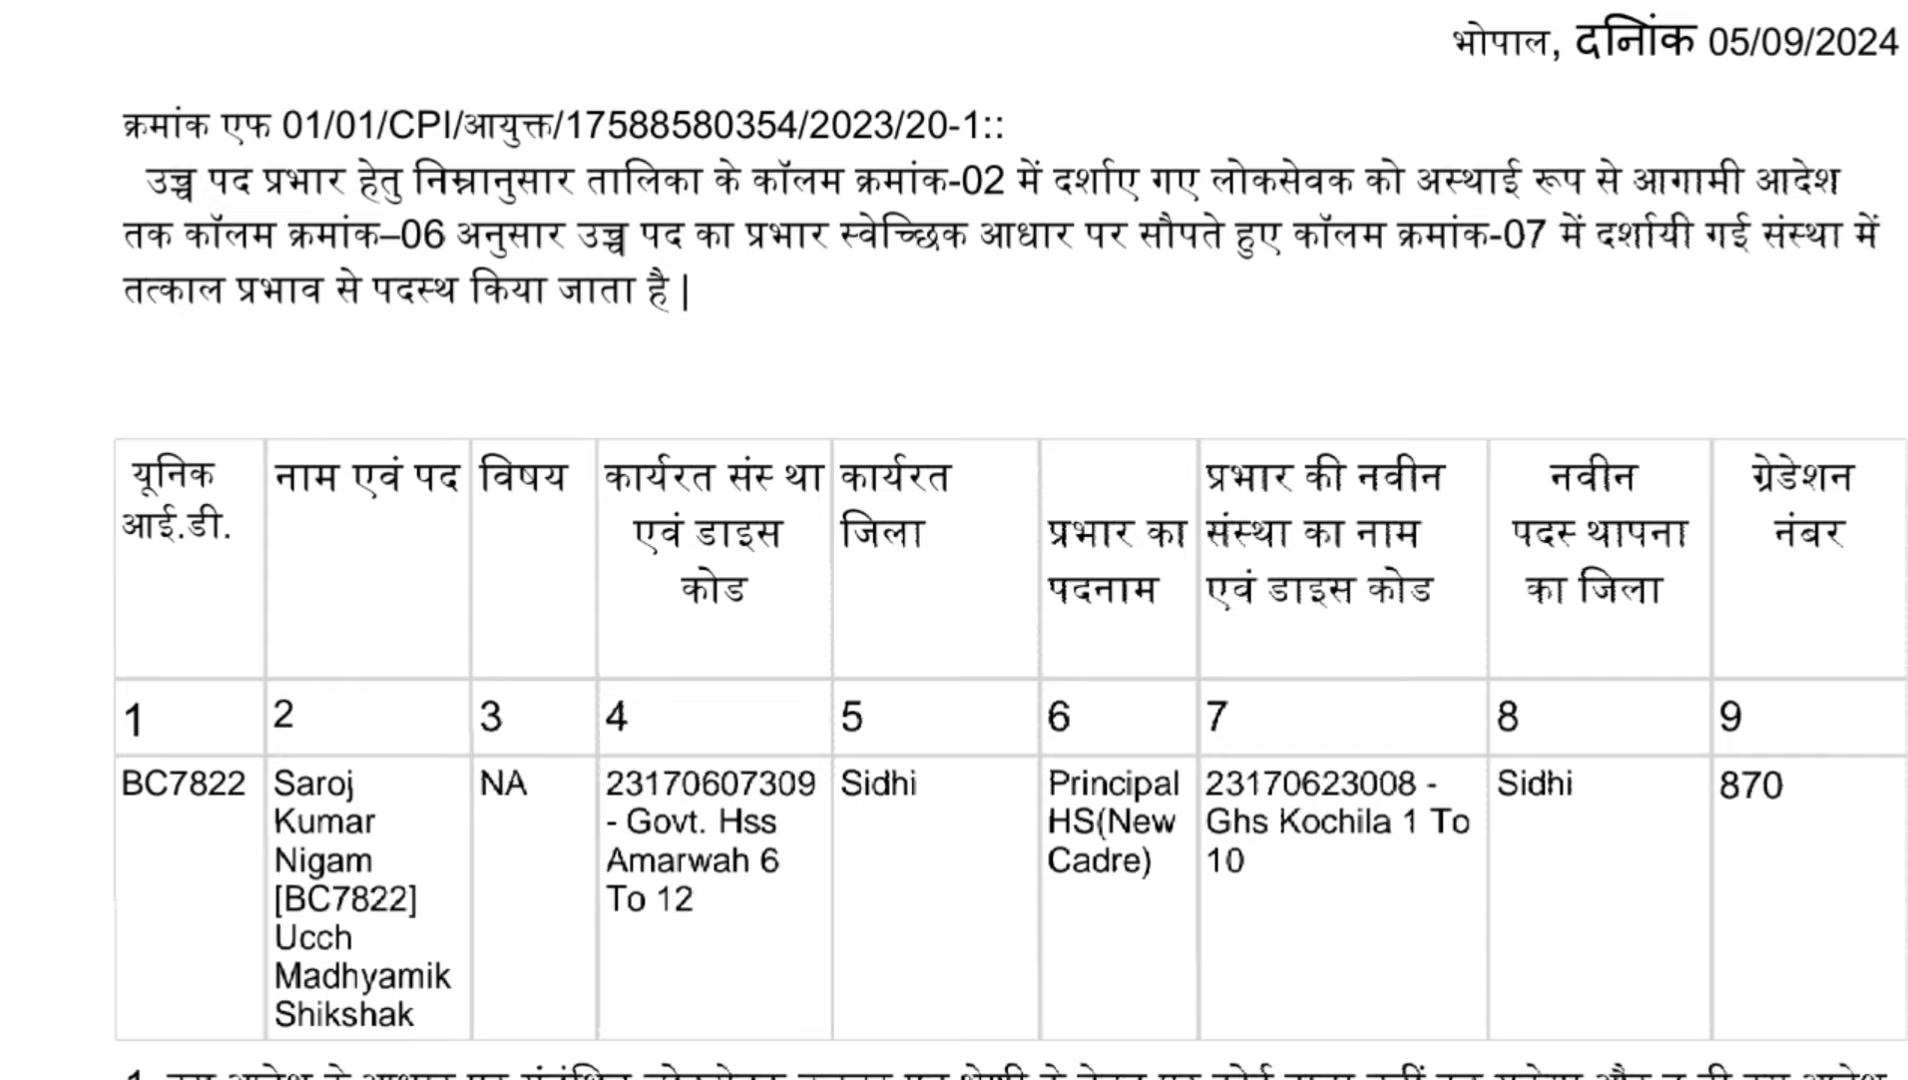 भोपाल, दिनांक 05/09/2024
क्रमांक एफ 01/01/CPI/आयुक्त/17588580354/2023/20-1::
उच्च पद प्रभार हेतु निम्नानुसार तालिका के कॉलम क्रमांक-02 में दर्शाए गए लोकसेवक को अस्थाई रूप से आगामी आदेश
तक कॉलम क्रमांक–06 अनुसार उच्च पद का प्रभार स्वेच्छिक आधार पर सौपते हुए कॉलम क्रमांक-07 में दर्शायी गई संस्था में
तत्काल प्रभाव से पदस्थ किया जाता है |
यूनिक
आई.डी.
नाम एवं पद
विषय
कार्यरत संस्था
एवं डाइस
कोड
कार्यरत
जिला
प्रभार का
पदनाम
प्रभार की नवीन
संस्था का नाम
एवं डाइस कोड
नवीन
पदस्थापना
का जिला
ग्रेडेशन
नंबर
1 2 3 4 5 6 7 8 9
BC7822
Saroj
Kumar
Nigam
[BC7822]
Ucch
Madhyamik
Shikshak
NA
23170607309
- Govt. Hss
Amarwah 6
To 12
Sidhi
Principal
HS(New
Cadre)
23170623008 -
Ghs Kochila 1 To
10
Sidhi
870